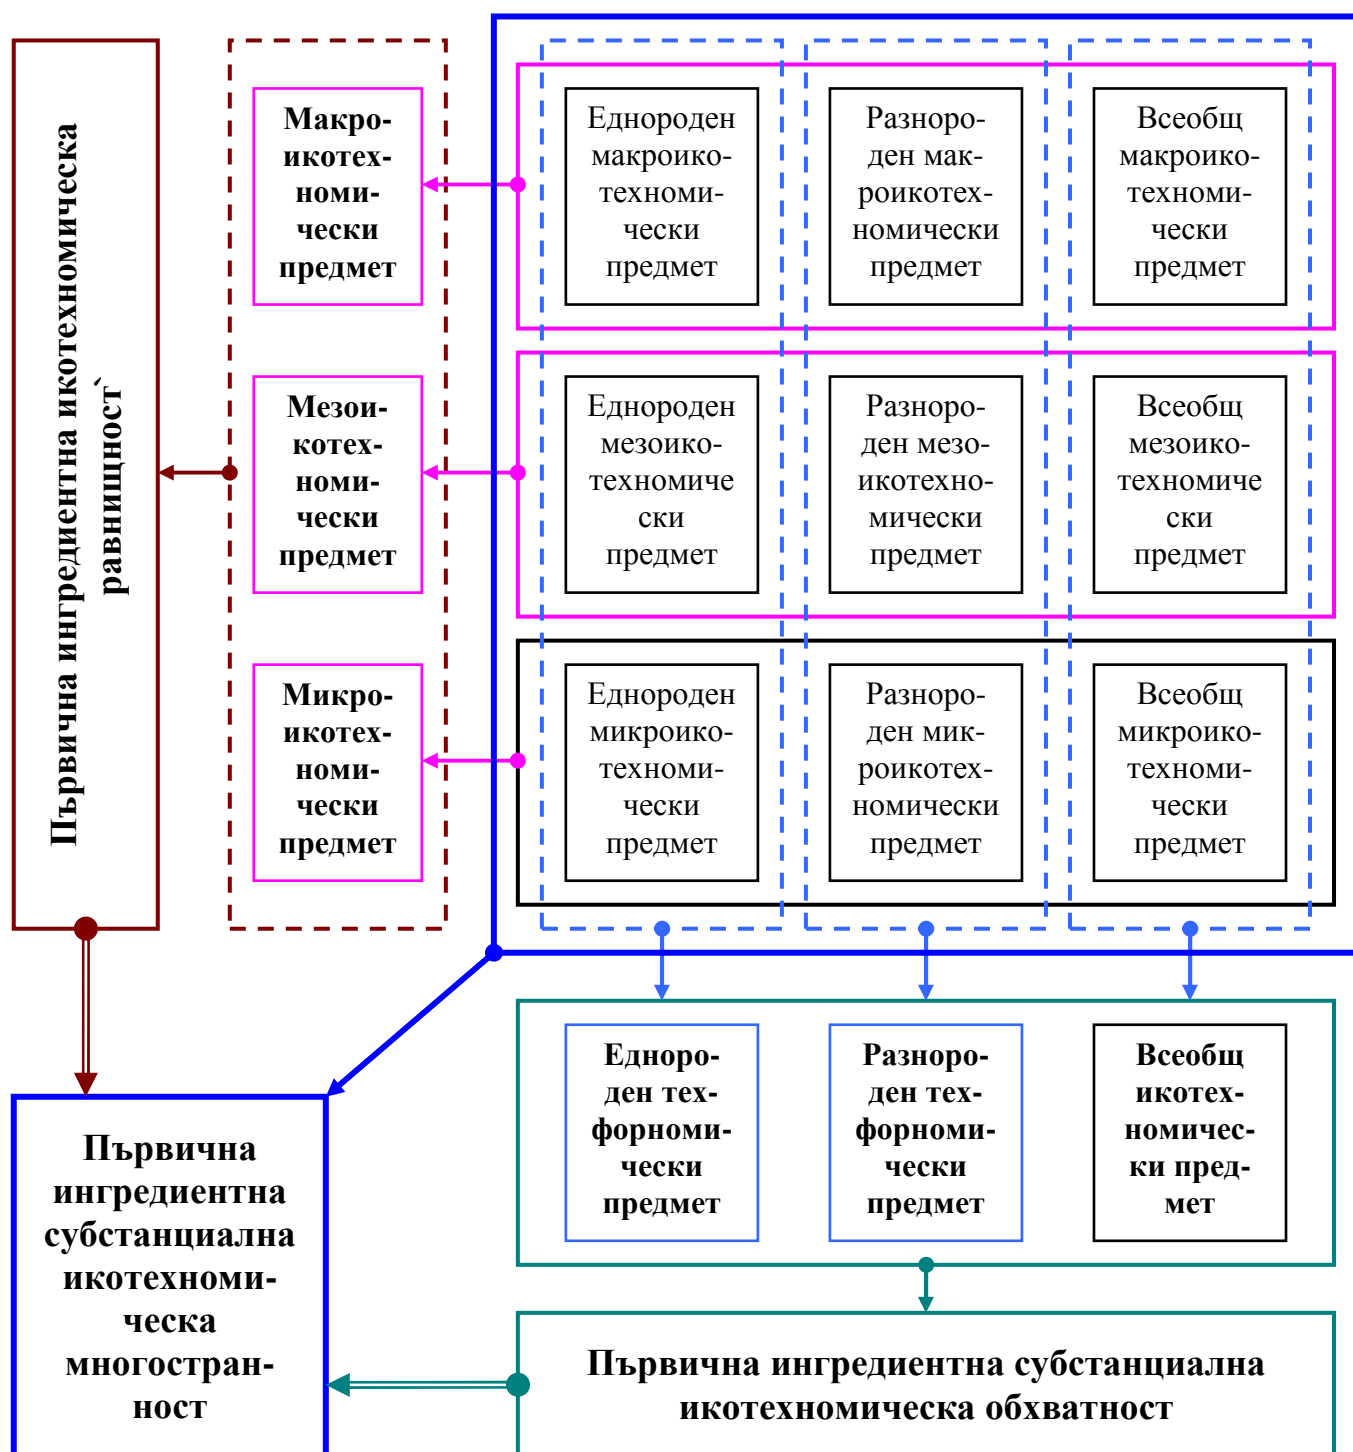 Първична ингредиентна икотехномическа
равнищност`
Макро-
икотех-
номи-
чески
предмет
Еднороден
макроико-
техноми-
чески
предмет
Разноро-
ден мак-
роикотех-
номически
предмет
Всеобщ
макроико-
техноми-
чески
предмет
Мезои-
котех-
номи-
чески
предмет
Еднороден
мезоико-
техномиче
ски
предмет
Разноро-
ден мезо-
икотехно-
мически
предмет
Всеобщ
мезоико-
техномиче
ски
предмет
Микро-
икотех-
номи-
чески
предмет
Еднороден
микроико-
техноми-
чески
предмет
Разноро-
ден мик-
роикотех-
номически
предмет
Всеобщ
микроико-
техноми-
чески
предмет
Едноро-
ден тех-
форноми-
чески
предмет
Разноро-
ден тех-
форноми-
чески
предмет
Всеобщ
икотех-
номичес-
ки пред-
мет
Първична
ингредиентна
субстанциална
икотехноми-
ческа
многостран-
ност
Първична ингредиентна субстанциална
икотехномическа обхватност